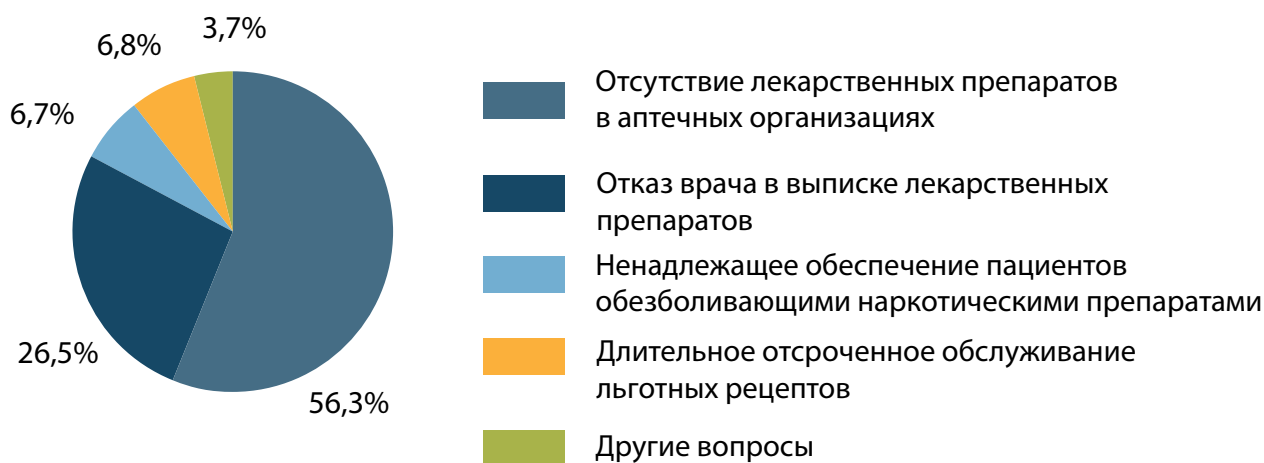 3,7%
6,8%
6,7%
26,5%
56,3%
Отсутствие лекарственных препаратов
в аптечных организациях
Отказ врача в выписке лекарственных
препаратов
Ненадлежащее обеспечение пациентов
обезболивающими наркотическими препаратами
Длительное отсроченное обслуживание
льготных рецептов
Другие вопросы